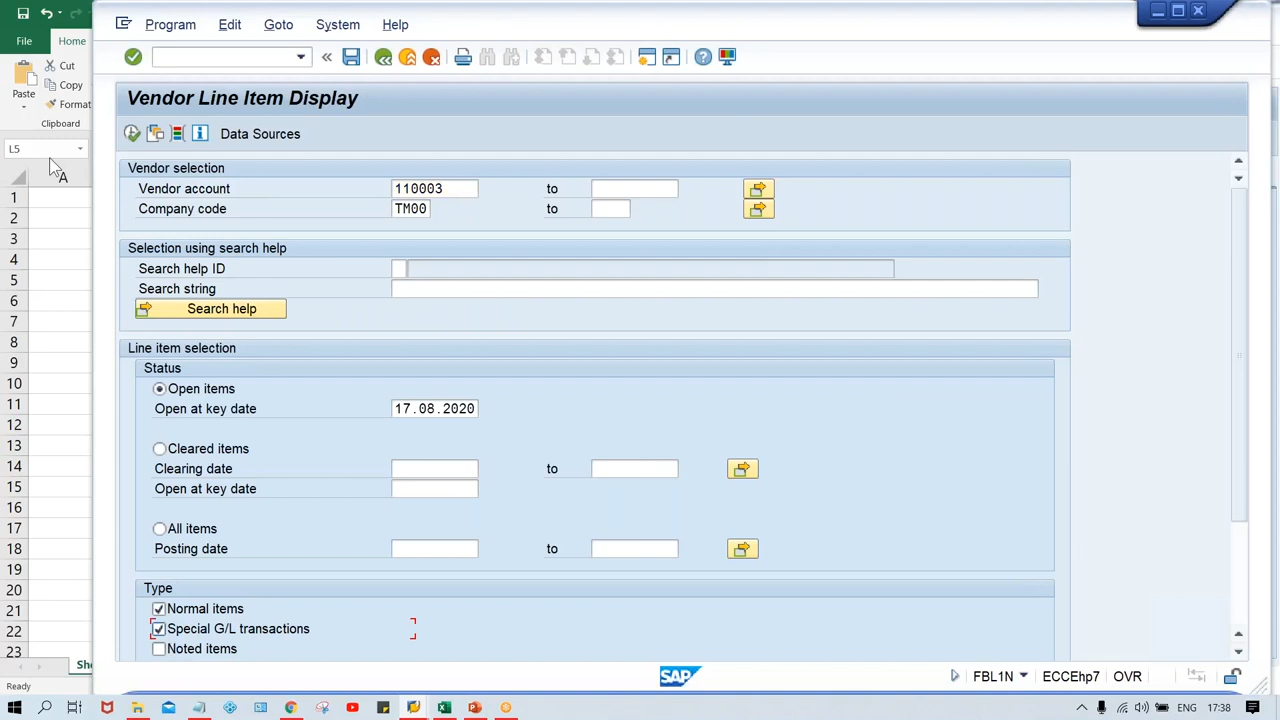 File
Home
Cut
Copy
Format
Paste
Clipboard
L5
A
1
2
3
4
5
6
7
8
9
10
11
12
13
14
15
16
17
18
19
20
21
22
23
She
Ready
Program Edit Goto System Help
Vendor Line Item Display
Data Sources
Vendor selection
Vendor account 110003 to
Company code TM00 to
Selection using search help
Search help ID
Search string
Search help
Line item selection
Status
Open items
Open at key date 17.08.2020
Cleared items
Clearing date to
Open at key date
All items
Posting date to
Type
Normal items
Special G/L transactions
Noted items
SAP
FBL1N ECCEhp7 OVR
ENG 17:38